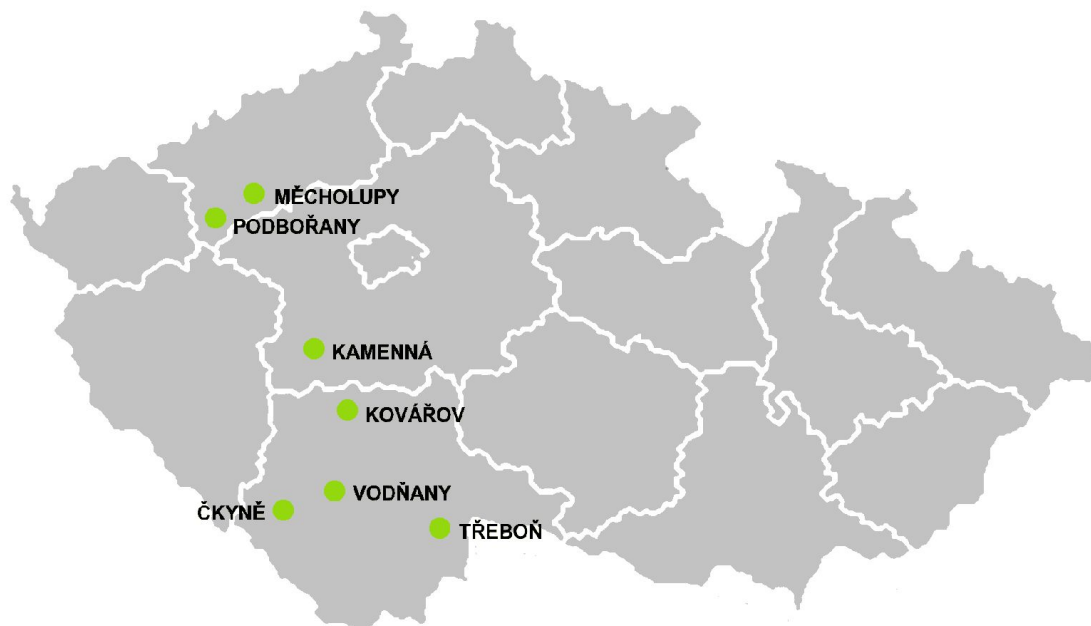 MĚCHOLUPY
PODBOŘANY
KAMENNÁ
KOVÁŘOV
VODŇANY
ČKYNĚ
TŘEBOŇ